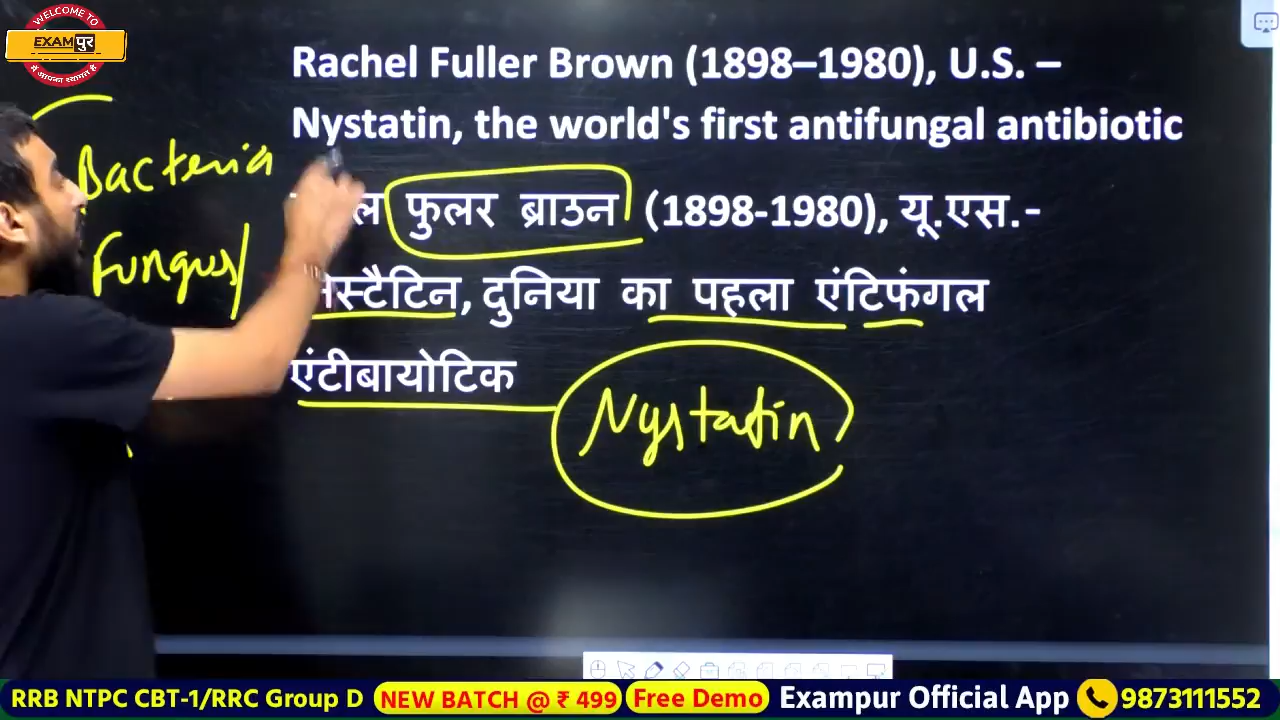 WELCOME TO
EXAMपुर
में आपका स्वागत है
Rachel Fuller Brown (1898–1980), U.S. –
Nystatin, the world's first antifungal antibiotic
Bacteria
फुलर ब्राउन (1898-1980), यू.एस.-
Fungus/
दुनिया का पहला एंटिफंगल
एंटीबायोटिक
Nystatin
RRB NTPC CBT-1/RRC Group D NEW BATCH @ ₹ 499 Free Demo Exampur Official App 9873111552